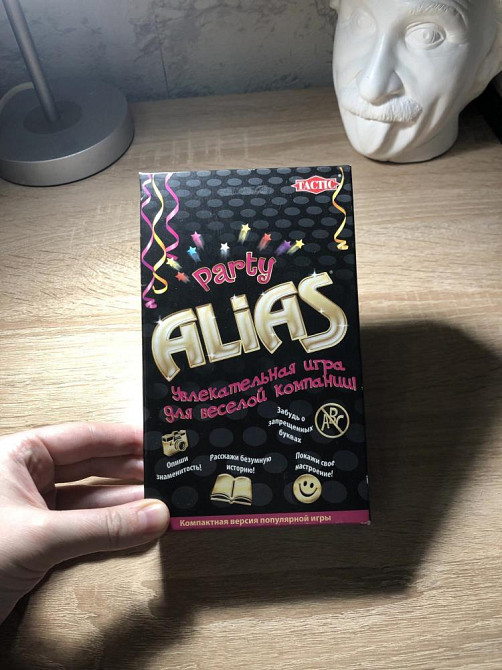 TACTIC
Party
ALIAS
Увлекательная игра
для веселой компании!
Забудь о
запрещенных
буквах
АВС
Опиши
знаменитость!
Расскажи безумную
историю!
Покажи свое
настроение!
Компактная версия популярной игры